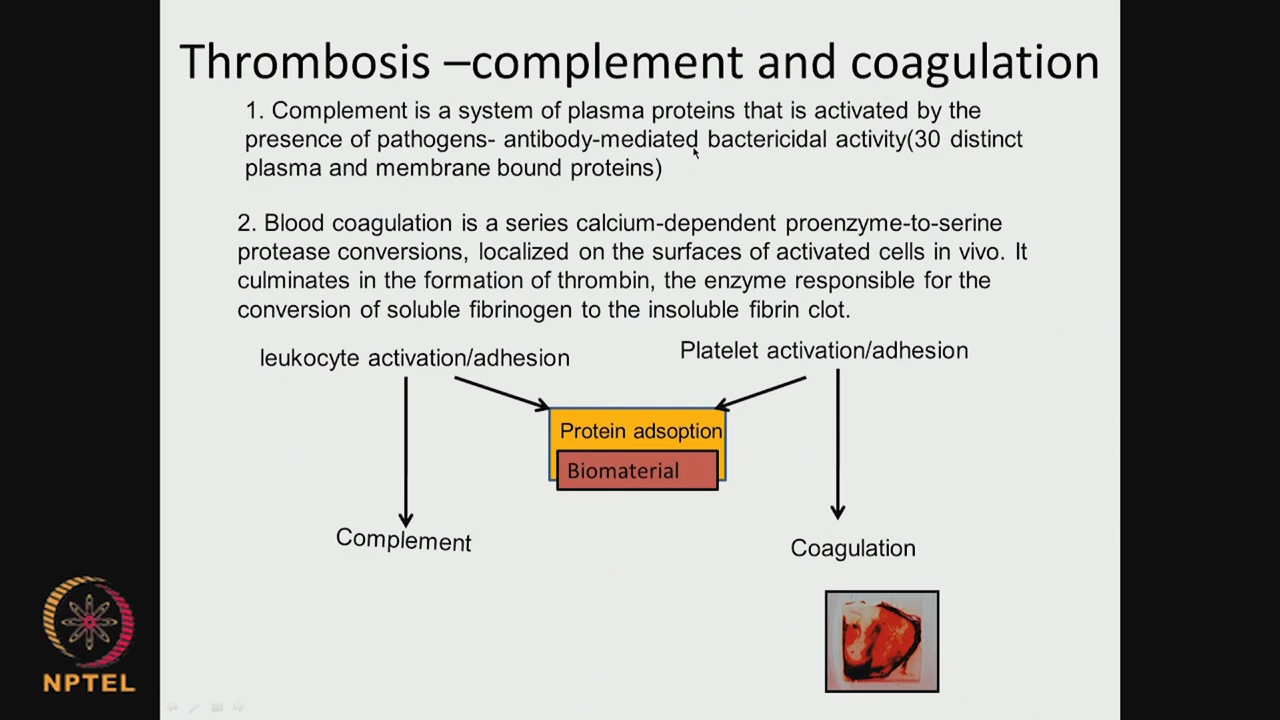 Thrombosis –complement and coagulation
1. Complement is a system of plasma proteins that is activated by the
presence of pathogens- antibody-mediated bactericidal activity(30 distinct
plasma and membrane bound proteins)
2. Blood coagulation is a series calcium-dependent proenzyme-to-serine
protease conversions, localized on the surfaces of activated cells in vivo. It
culminates in the formation of thrombin, the enzyme responsible for the
conversion of soluble fibrinogen to the insoluble fibrin clot.
leukocyte activation/adhesion
Platelet activation/adhesion
Protein adsoption
Biomaterial
Complement
Coagulation
NPTEL